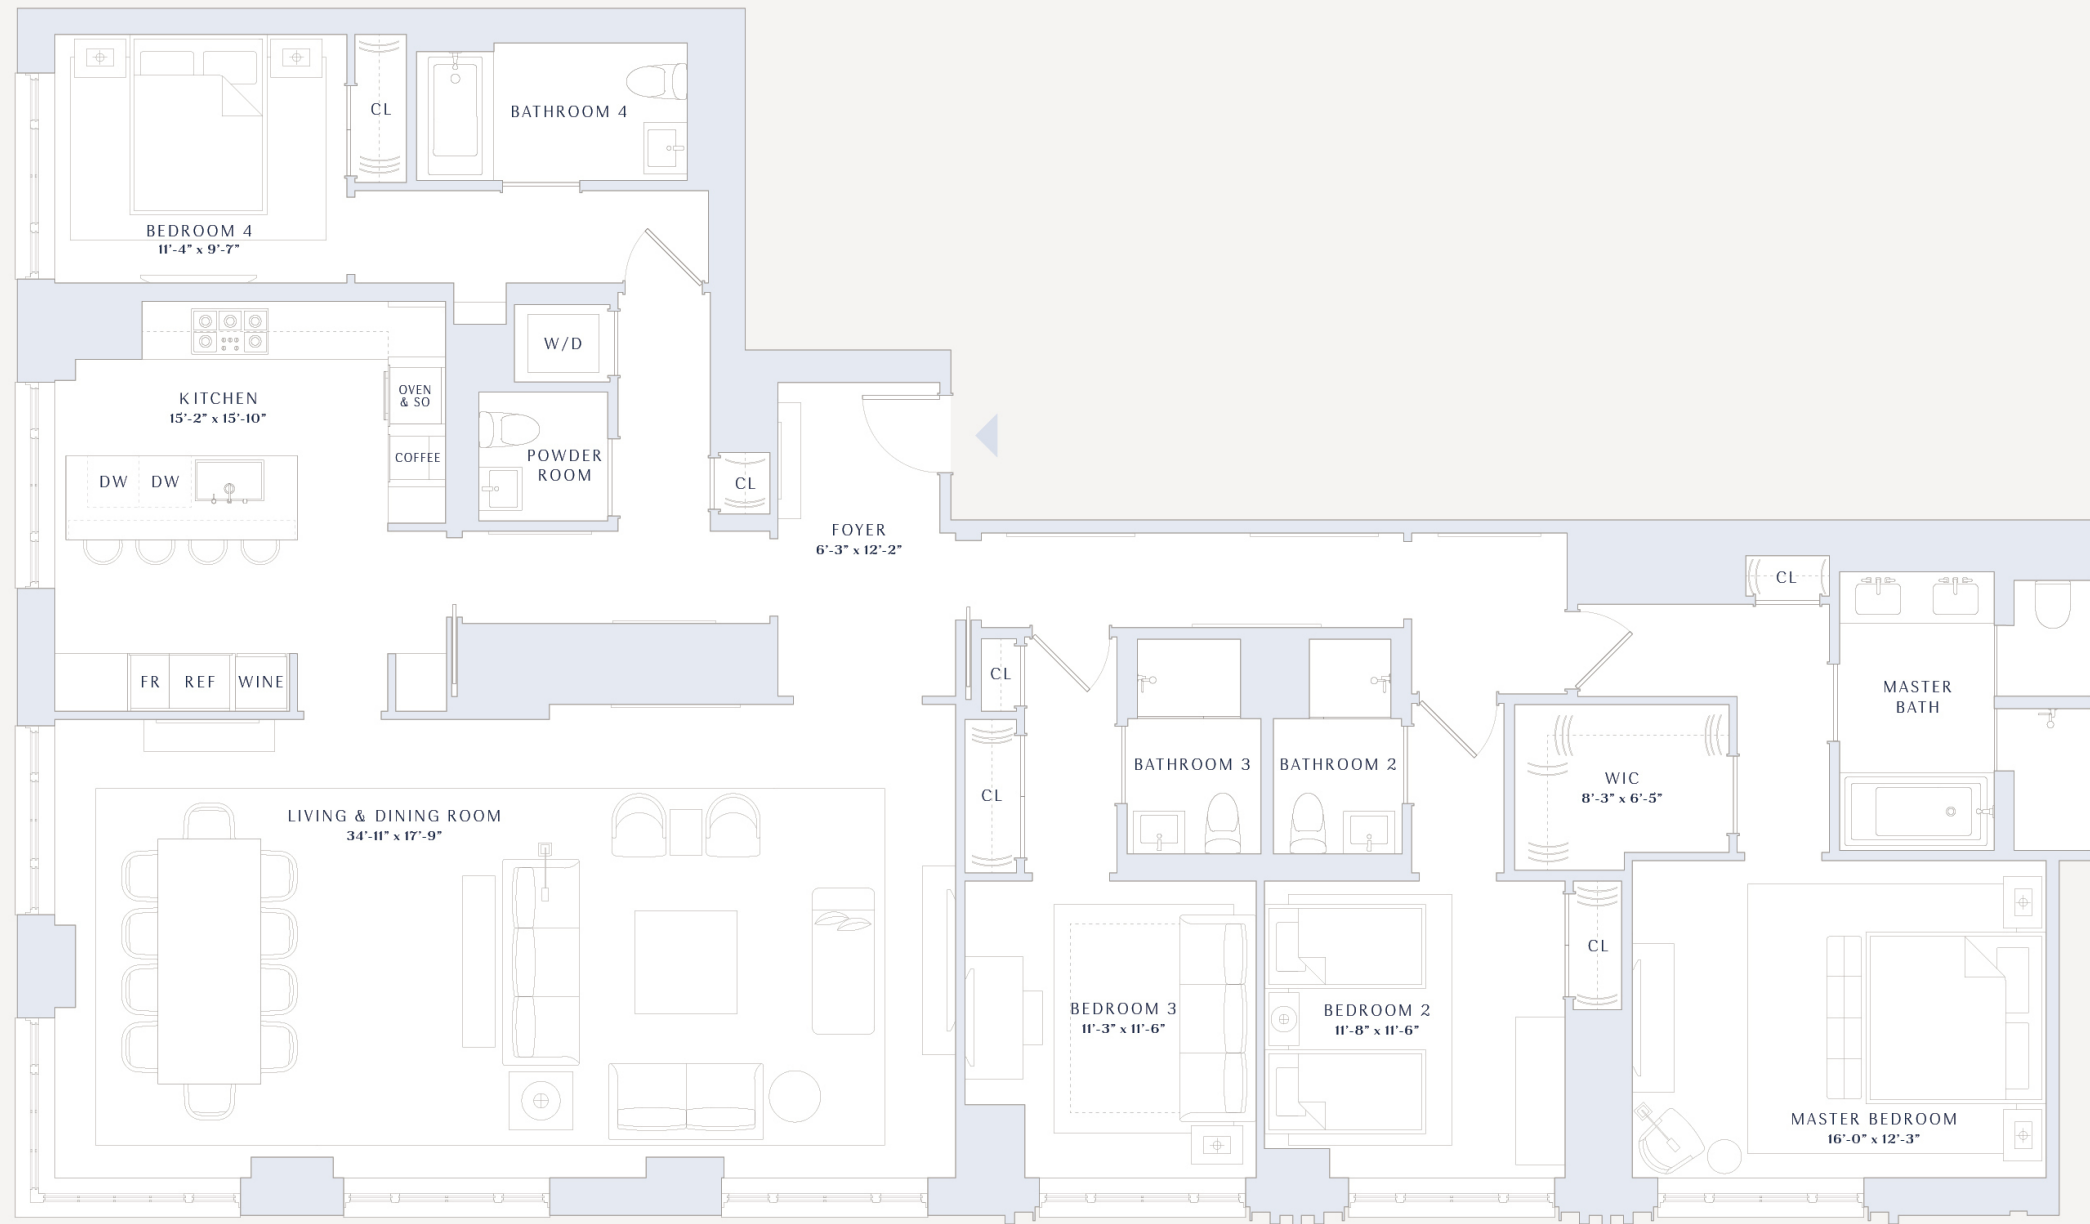 CL
BATHROOM 4
BEDROOM 4
11'-4" x 9'-7"
W/D
KITCHEN
15'-2" x 15'-10"
OVEN
& SO
COFFEE
POWDER
ROOM
DW
DW
CL
FOYER
6'-3" x 12'-2"
CL
FR
REF
WINE
CL
MASTER
BATH
BATHROOM 3
BATHROOM 2
WIC
8'-3" x 6'-5"
CL
LIVING & DINING ROOM
34'-11" x 17'-9"
CL
BEDROOM 3
11'-3" x 11'-6"
BEDROOM 2
11'-8" x 11'-6"
MASTER BEDROOM
16'-0" x 12'-3"